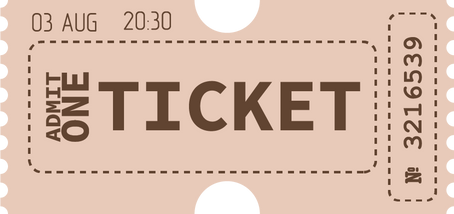 03 AUG 20:30
ADMIT
ONE
TICKET
№ 3216539